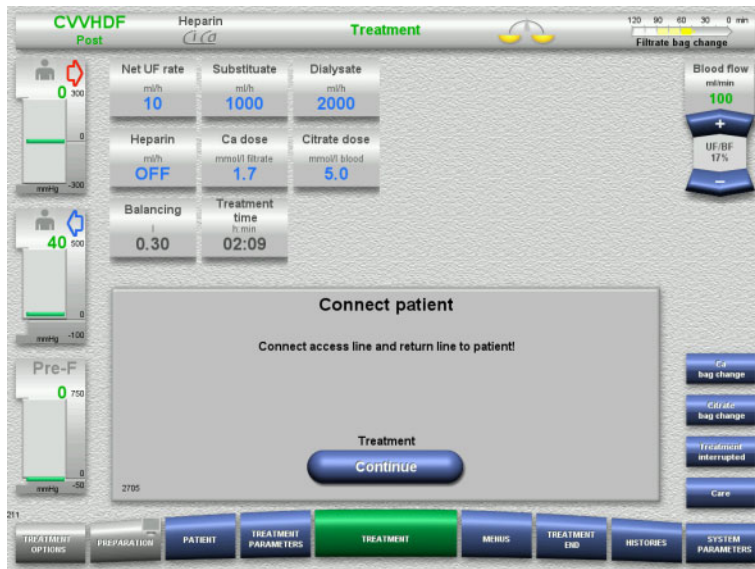 CVVHDF
Post
Heparin
CiCa
Treatment
120 90 60 30 0 min
Filtrate bag change
0
300
0
mmHg
-300
Net UF rate
ml/h
10
Substituate
ml/h
1000
Dialysate
ml/h
2000
Blood flow
ml/min
100
+
UF/BF
17%
−
Heparin
ml/h
OFF
Ca dose
mmol/l filtrate
1.7
Citrate dose
mmol/l blood
5.0
Balancing
l
0.30
Treatment
time
h:min
02:09
40
500
0
mmHg
-100
Pre-F
0
750
0
mmHg
-50
Connect patient
Connect access line and return line to patient!
Treatment
Continue
2705
Ca
bag change
Citrate
bag change
Treatment
interrupted
Care
211
TREATMENT
OPTIONS
PREPARATION
PATIENT
TREATMENT
PARAMETERS
TREATMENT
MENUS
TREATMENT
END
HISTORIES
SYSTEM
PARAMETERS